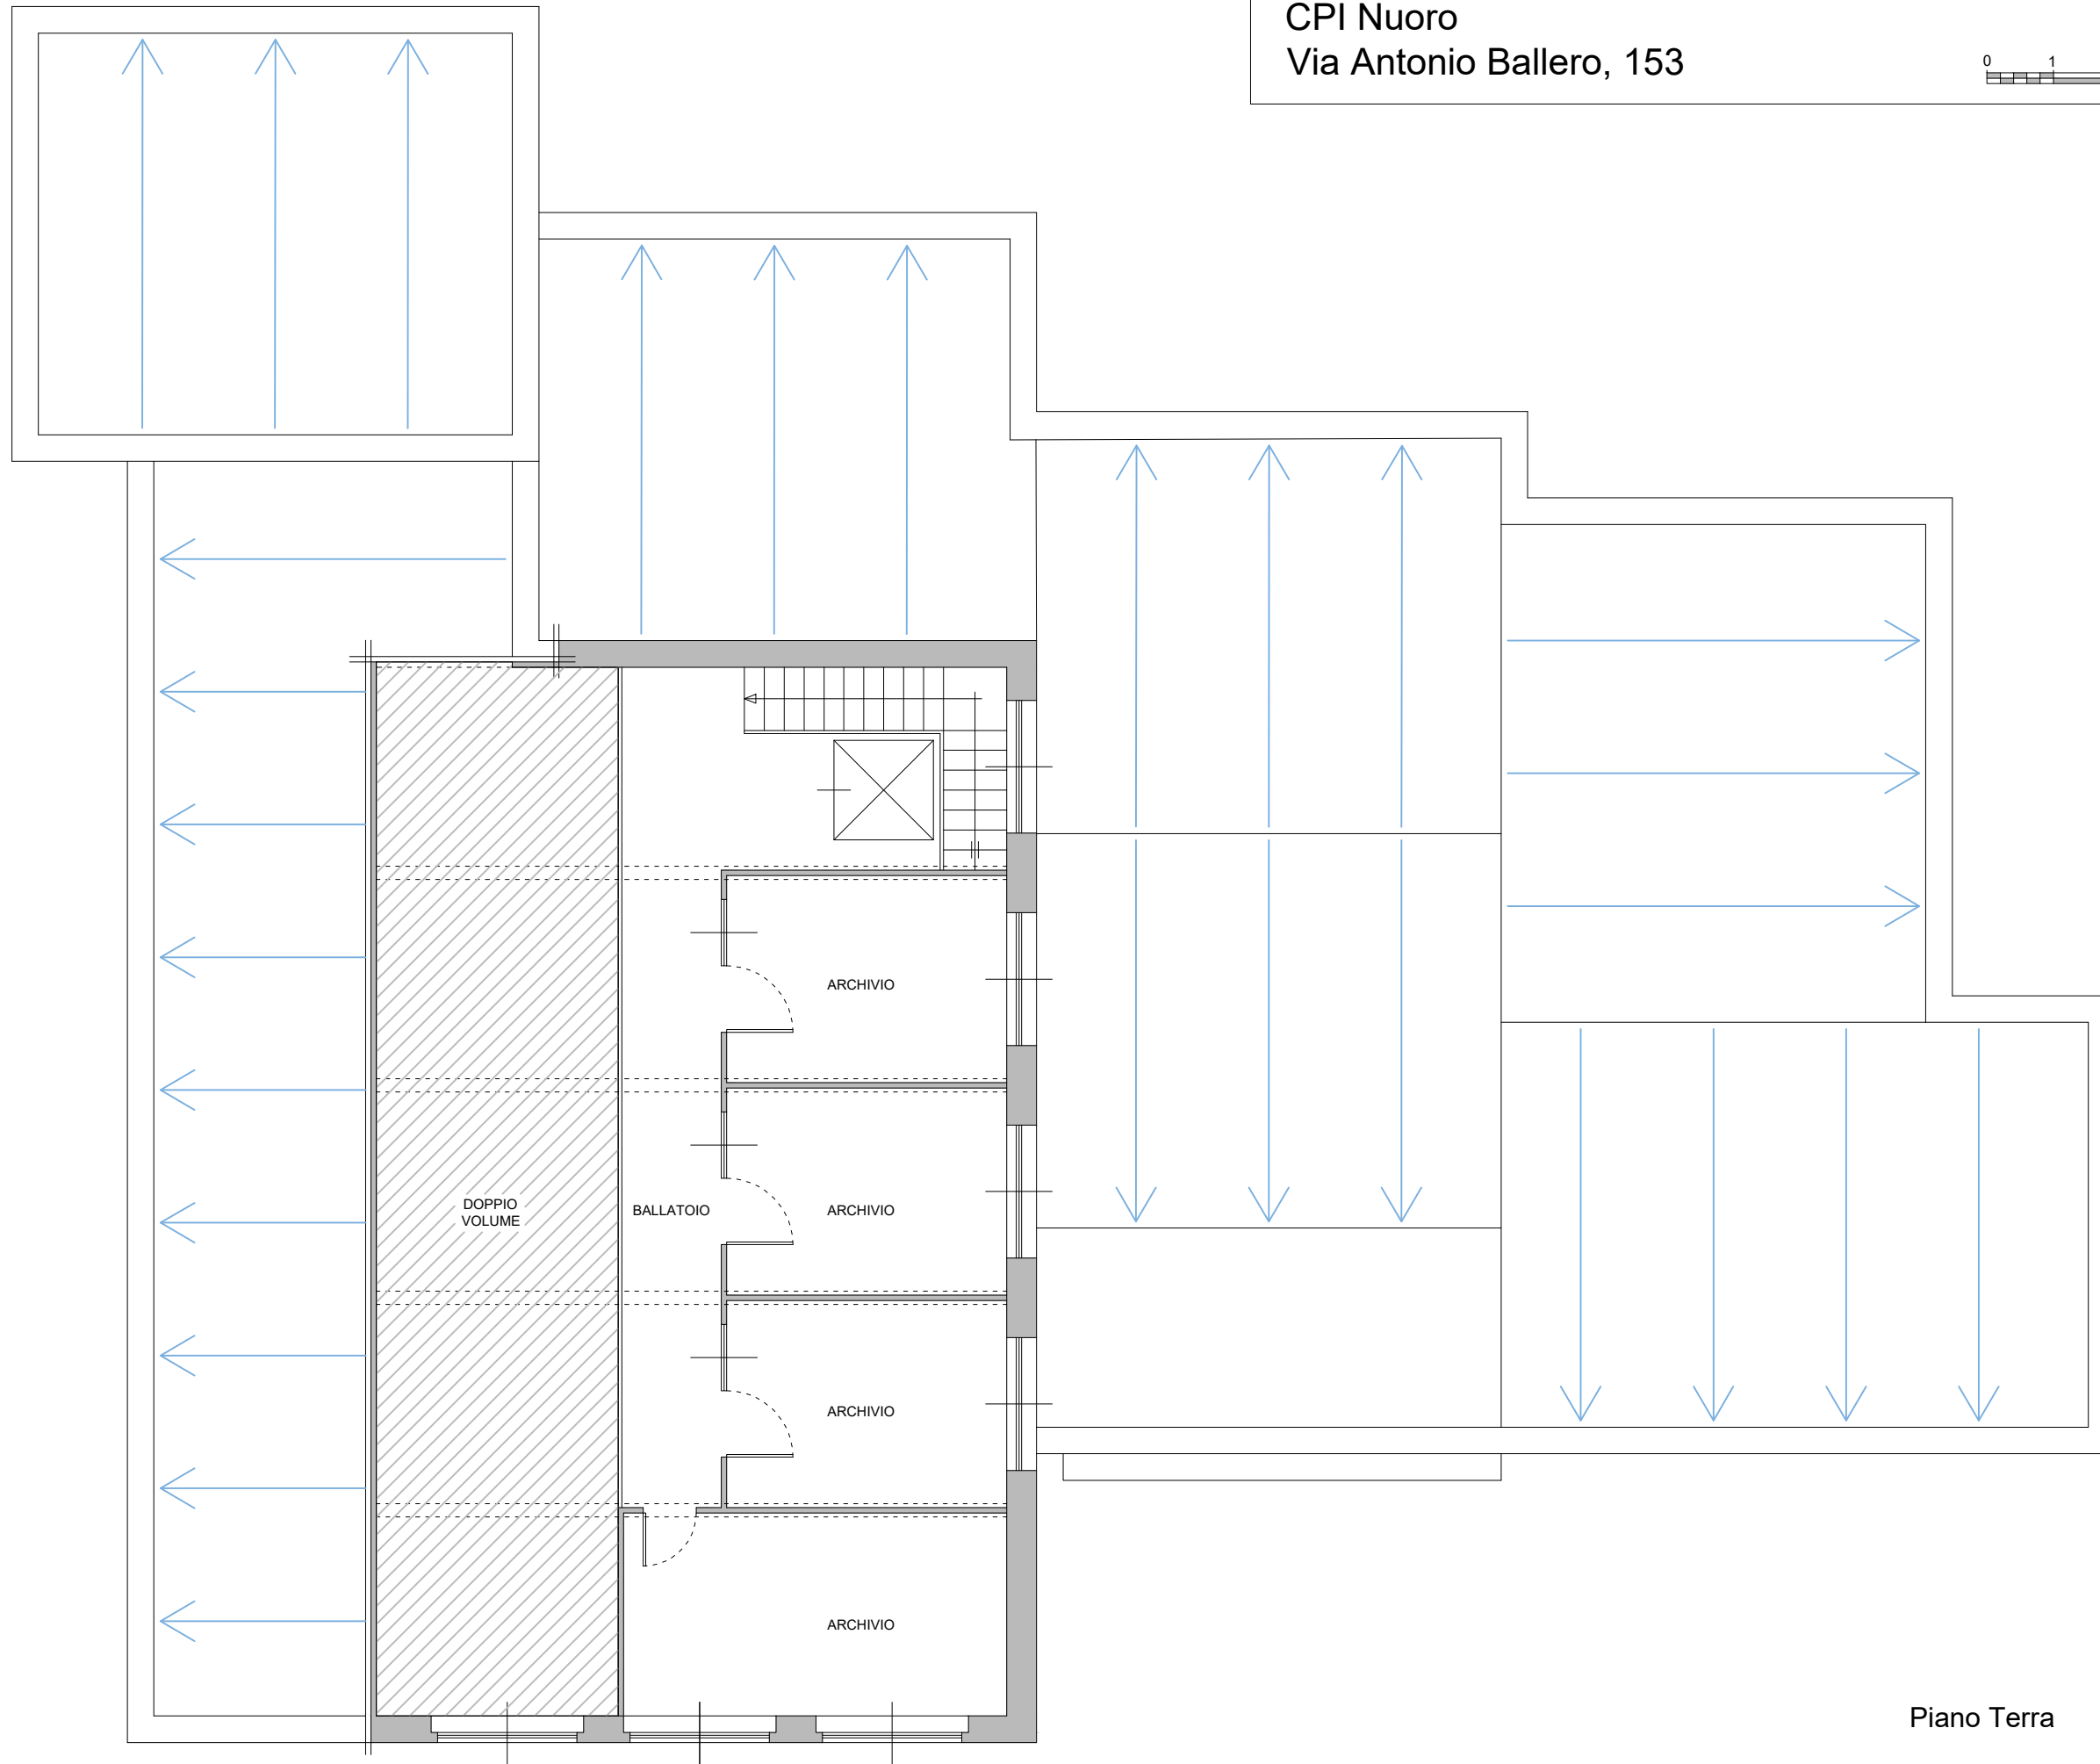 CPI Nuoro
Via Antonio Ballero, 153
0 1
ARCHIVIO
DOPPIO
VOLUME
BALLATOIO
ARCHIVIO
ARCHIVIO
ARCHIVIO
Piano Terra